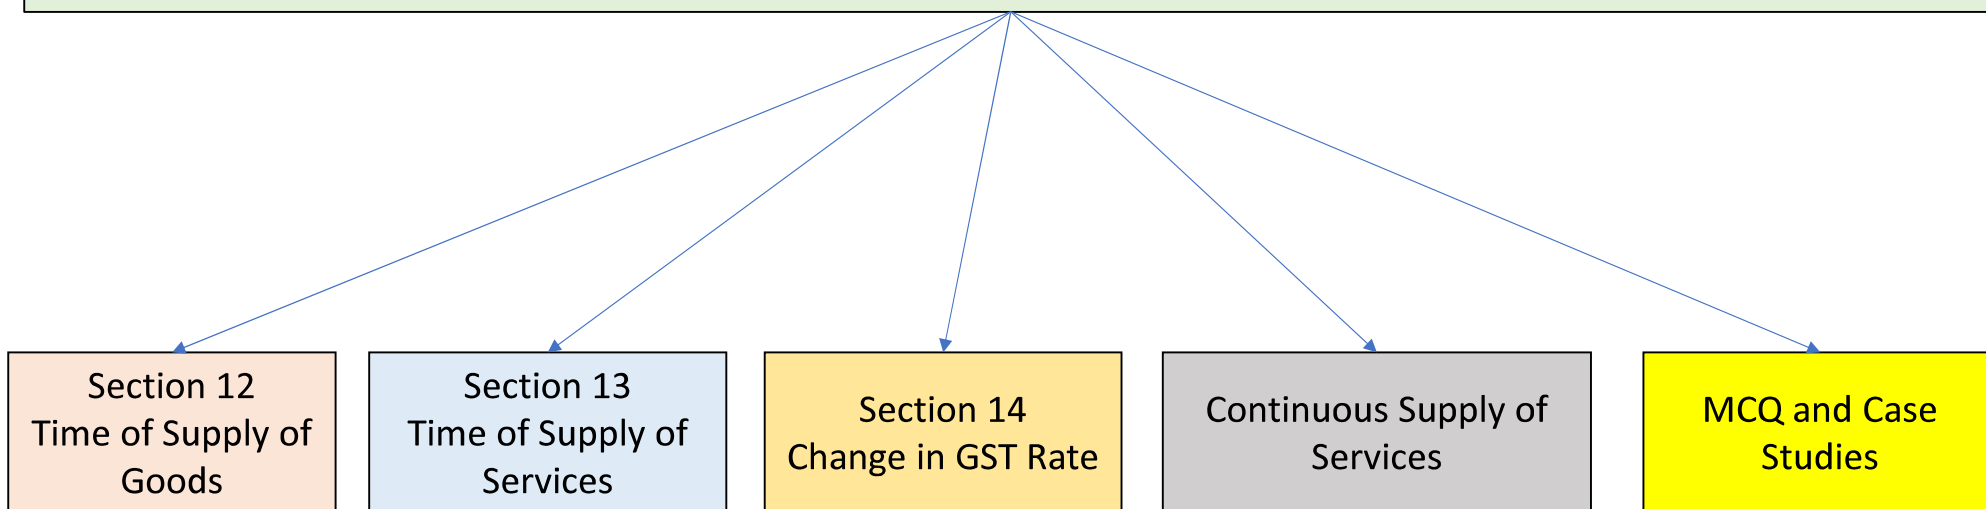 Section 12
Time of Supply of
Goods
Section 13
Time of Supply of
Services
Section 14
Change in GST Rate
Continuous Supply of
Services
MCQ and Case
Studies